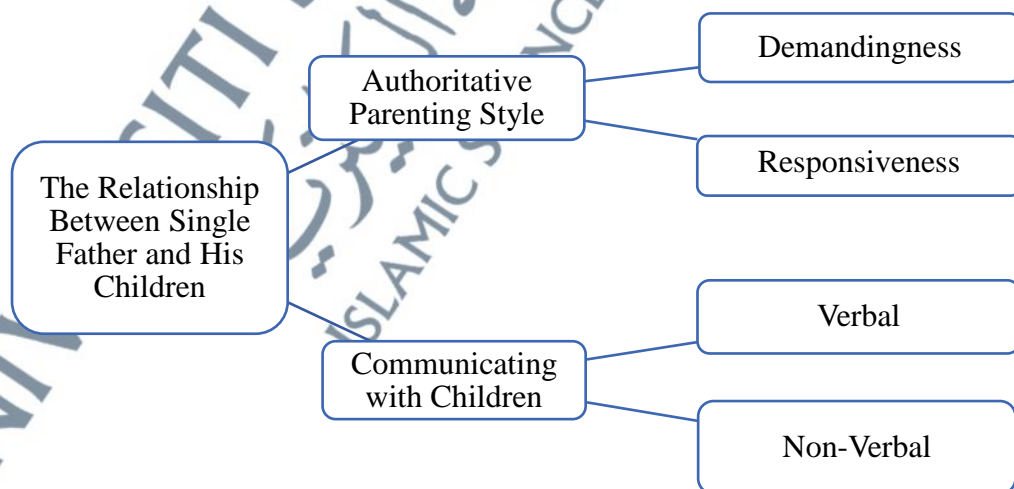 Demandingness
Authoritative
Parenting Style
Responsiveness
The Relationship
Between Single
Father and His
Children
Verbal
Communicating
with Children
Non-Verbal
ISLAMIC